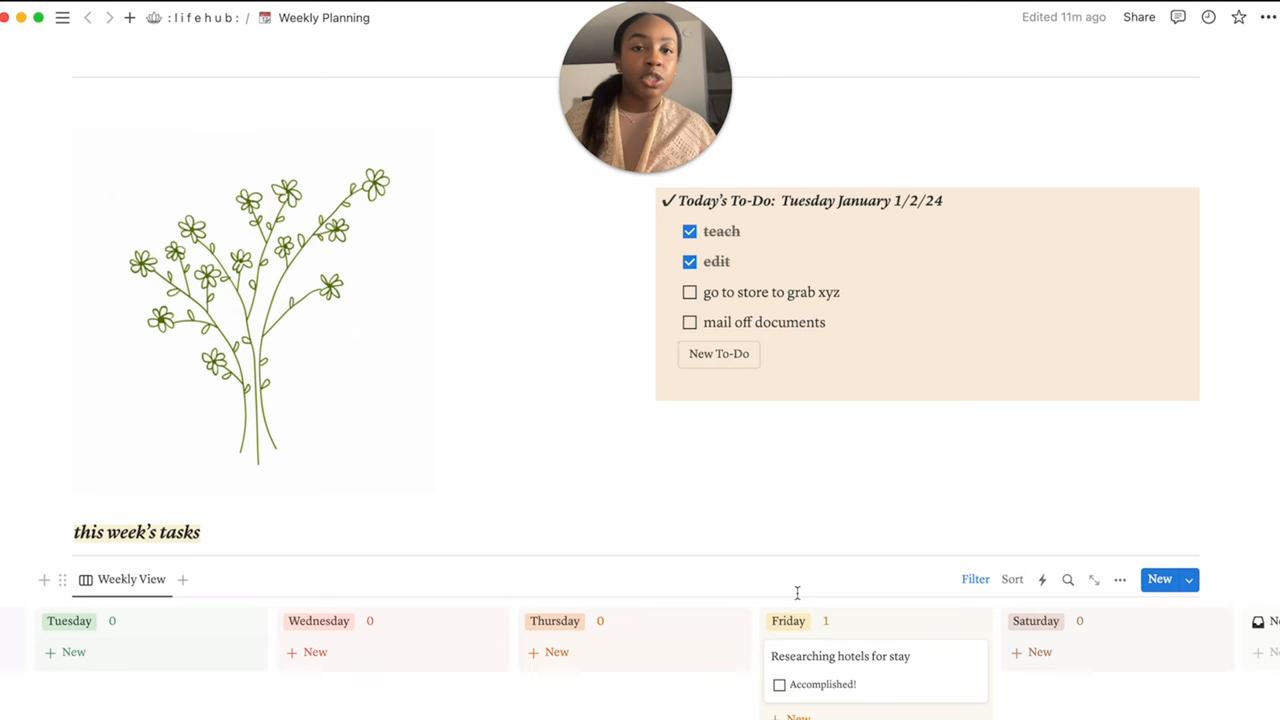 :lifehub: / Weekly Planning
Edited 11m ago Share
✓Today's To-Do: Tuesday January 1/2/24
teach
edit
go to store to grab xyz
mail off documents
New To-Do
this week's tasks
Weekly View
Filter Sort New
Tuesday 0 Wednesday 0 Thursday 0 Friday 1 Saturday 0
+ New + New + New + New
Researching hotels for stay
Accomplished!
+ New